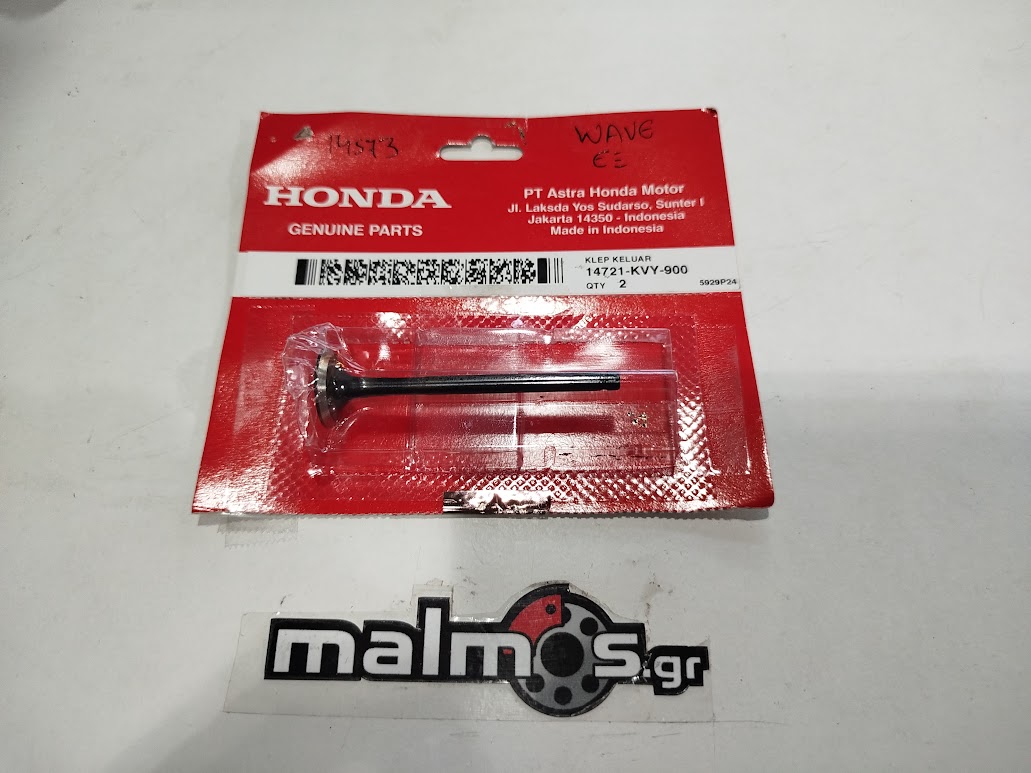 14573
WAVE
ΕΞ
HONDA
GENUINE PARTS
PT Astra Honda Motor
Jl. Laksda Yos Sudarso, Sunter I
Jakarta 14350 - Indonesia
Made in Indonesia
KLEP KELUAR
14721-KVY-900
QTY 2
5929P24
malmos.gr